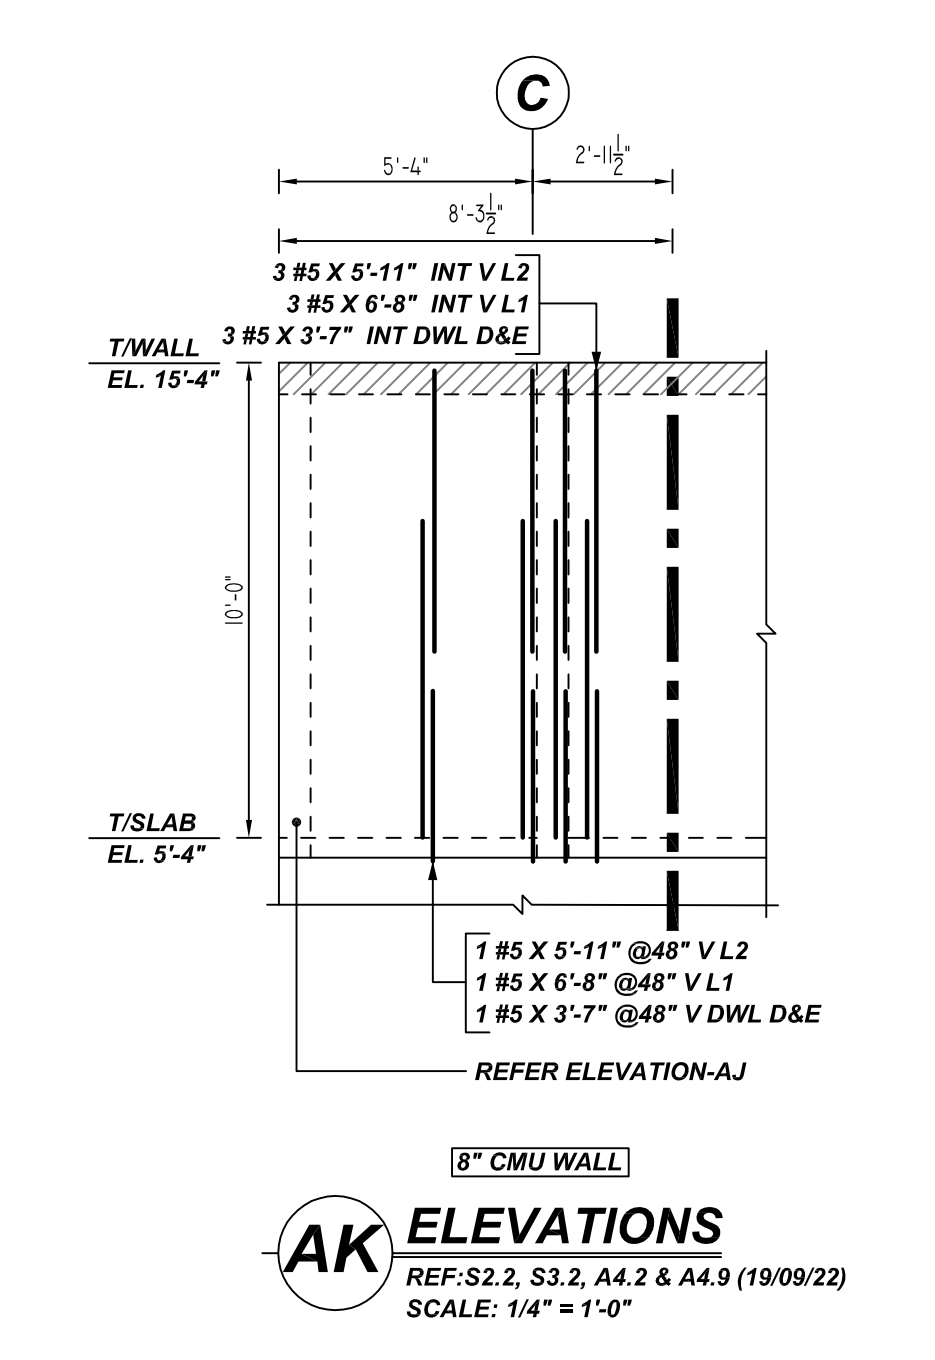 C
5'-4"
2'-11 1/2"
8'-3 1/2"
3 #5 X 5'-11" INT V L2
3 #5 X 6'-8" INT V L1
3 #5 X 3'-7" INT DWL D&E
T/WALL
EL. 15'-4"
10'-0"
T/SLAB
EL. 5'-4"
1 #5 X 5'-11" @48" V L2
1 #5 X 6'-8" @48" V L1
1 #5 X 3'-7" @48" V DWL D&E
REFER ELEVATION-AJ
8" CMU WALL
AK
ELEVATIONS
REF:S2.2, S3.2, A4.2 & A4.9 (19/09/22)
SCALE: 1/4" = 1'-0"